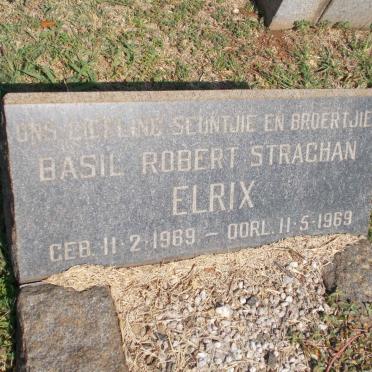 ONS LIEFLING SEUNTJIE EN BROERTJIE
BASIL ROBERT STRACHAN
ELRIX
GEB. 11-2-1969 - OORL. 11-5-1969